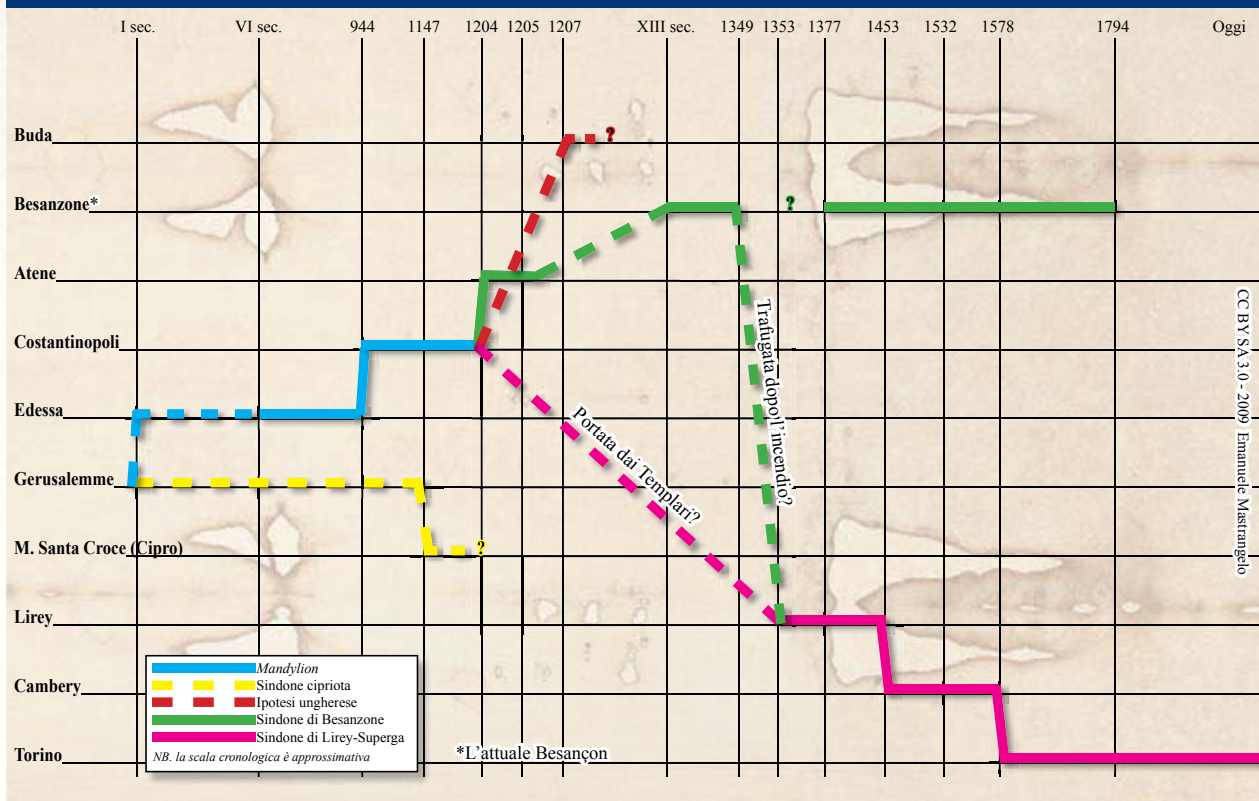 I sec. VI sec. 944 1147 1204 1205 1207 XIII sec. 1349 1353 1377 1453 1532 1578 1794 Oggi
Buda
?
Besanzone*
?
Atene
Costantinopoli
Edessa
Gerusalemme
M. Santa Croce (Cipro)
?
Lirey
Cambery
Torino
Trafugata dopo l'incendio?
Portata dai Templari?
CC BY SA 3.0 - 2009 Emanuele Mastrangelo
Mandylion
Sindone cipriota
Ipotesi ungherese
Sindone di Besanzone
Sindone di Lirey-Superga
NB. la scala cronologica è approssimativa
*L'attuale Besançon